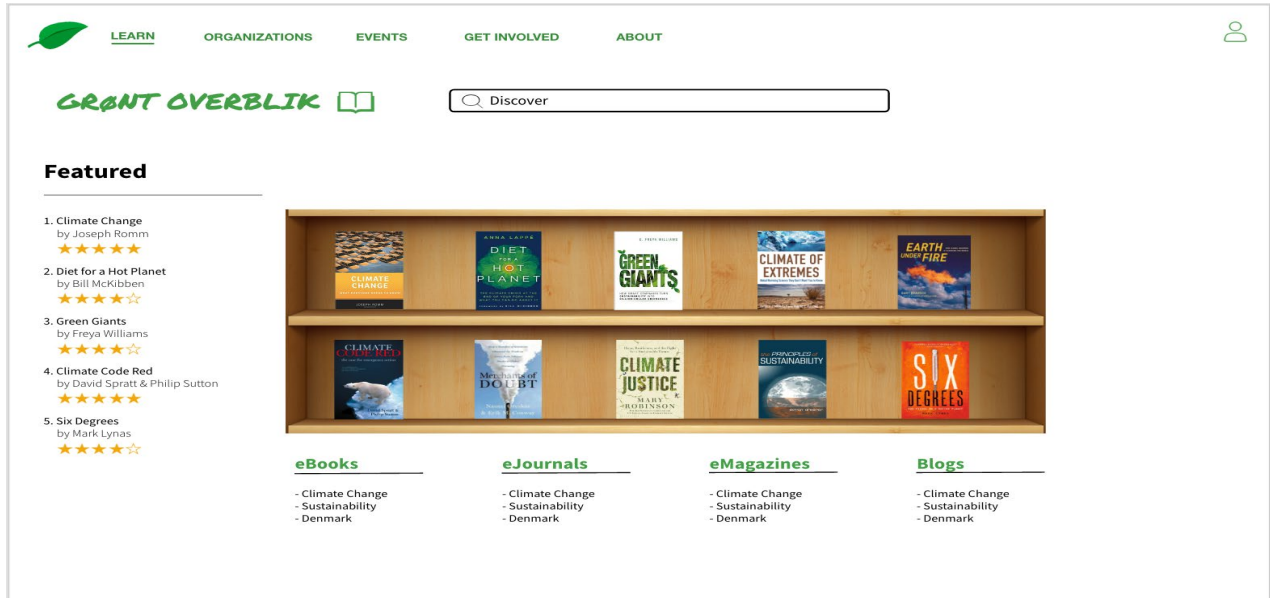 LEARN ORGANIZATIONS EVENTS GET INVOLVED ABOUT
GRØNT OVERBLIK
Discover
Featured
1. Climate Change
by Joseph Romm
2. Diet for a Hot Planet
by Bill McKibben
3. Green Giants
by Freya Williams
4. Climate Code Red
by David Spratt & Philip Sutton
5. Six Degrees
by Mark Lynas
CLIMATE
CHANGE
ANNA LAPPÉ
DIET
FOR A
HOT
PLANET
E. FREYA WILLIAMS
GREEN
GIANTS
CLIMATE OF
EXTREMES
EARTH
UNDER FIRE
CLIMATE
CODE RED
Merchants of
DOUBT
CLIMATE
JUSTICE
MARY
ROBINSON
the PRINCIPLES of
SUSTAINABILITY
SIX
DEGREES
eBooks eJournals eMagazines Blogs
- Climate Change - Climate Change - Climate Change - Climate Change
- Sustainability - Sustainability - Sustainability - Sustainability
- Denmark - Denmark - Denmark - Denmark